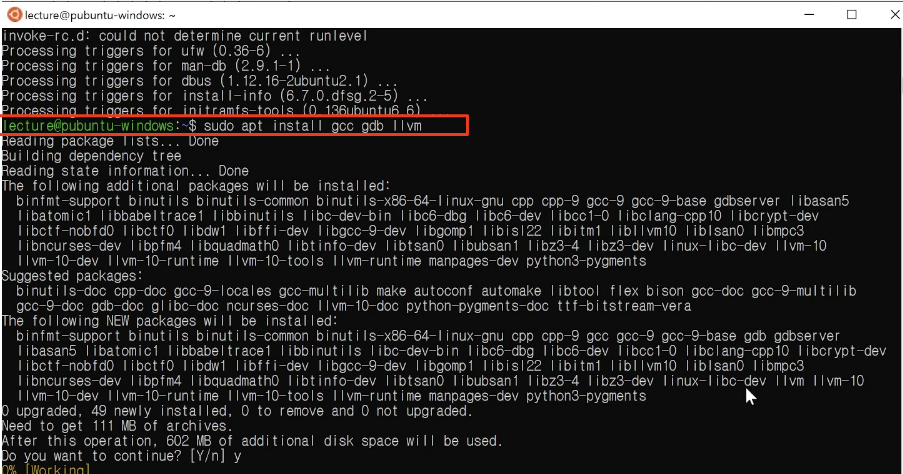 lecture@pubuntu-windows: ~
invoke-rc.d: could not determine current runlevel
Processing triggers for ufw (0.36-6) ...
Processing triggers for man-db (2.9.1-1) ...
Processing triggers for dbus (1.12.16-2ubuntu2.1) ...
Processing triggers for install-info (6.7.0.dfsg.2-5) ...
Processing triggers for initramfs-tools (0.136ubuntu6.6) ...
lecture@pubuntu-windows:~$ sudo apt install gcc gdb llvm
Reading package lists... Done
Building dependency tree
Reading state information... Done
The following additional packages will be installed:
binfmt-support binutils binutils-common binutils-x86-64-linux-gnu cpp cpp-9 gcc-9 gcc-9-base gdbserver libasan5
libatomic1 libbabeltrace1 libbinutils libc-dev-bin libc6-dbg libc6-dev libcc1-0 libclang-cpp10 libcrypt-dev
libctf-nobfd0 libctf0 libdw1 libffi-dev libgcc-9-dev libgomp1 libisl22 libitm1 libllvm10 liblsan0 libmpc3
libncurses-dev libpfm4 libquadmath0 libtinfo-dev libtsan0 libubsan1 libz3-4 libz3-dev linux-libc-dev llvm-10
llvm-10-dev llvm-10-runtime llvm-10-tools llvm-runtime manpages-dev python3-pygments
Suggested packages:
binutils-doc cpp-doc gcc-9-locales gcc-multilib make autoconf automake libtool flex bison gcc-doc gcc-9-multilib
gcc-9-doc gdb-doc glibc-doc ncurses-doc llvm-10-doc python-pygments-doc ttf-bitstream-vera
The following NEW packages will be installed:
binfmt-support binutils binutils-common binutils-x86-64-linux-gnu cpp cpp-9 gcc gcc-9 gcc-9-base gdb gdbserver
libasan5 libatomic1 libbabeltrace1 libbinutils libc-dev-bin libc6-dbg libc6-dev libcc1-0 libclang-cpp10 libcrypt-dev
libctf-nobfd0 libctf0 libdw1 libffi-dev libgcc-9-dev libgomp1 libisl22 libitm1 libllvm10 liblsan0 libmpc3
libncurses-dev libpfm4 libquadmath0 libtinfo-dev libtsan0 libubsan1 libz3-4 libz3-dev linux-libc-dev llvm llvm-10
llvm-10-dev llvm-10-runtime llvm-10-tools llvm-runtime manpages-dev python3-pygments
0 upgraded, 49 newly installed, 0 to remove and 0 not upgraded.
Need to get 111 MB of archives.
After this operation, 602 MB of additional disk space will be used.
Do you want to continue? [Y/n] y
0% [Working]